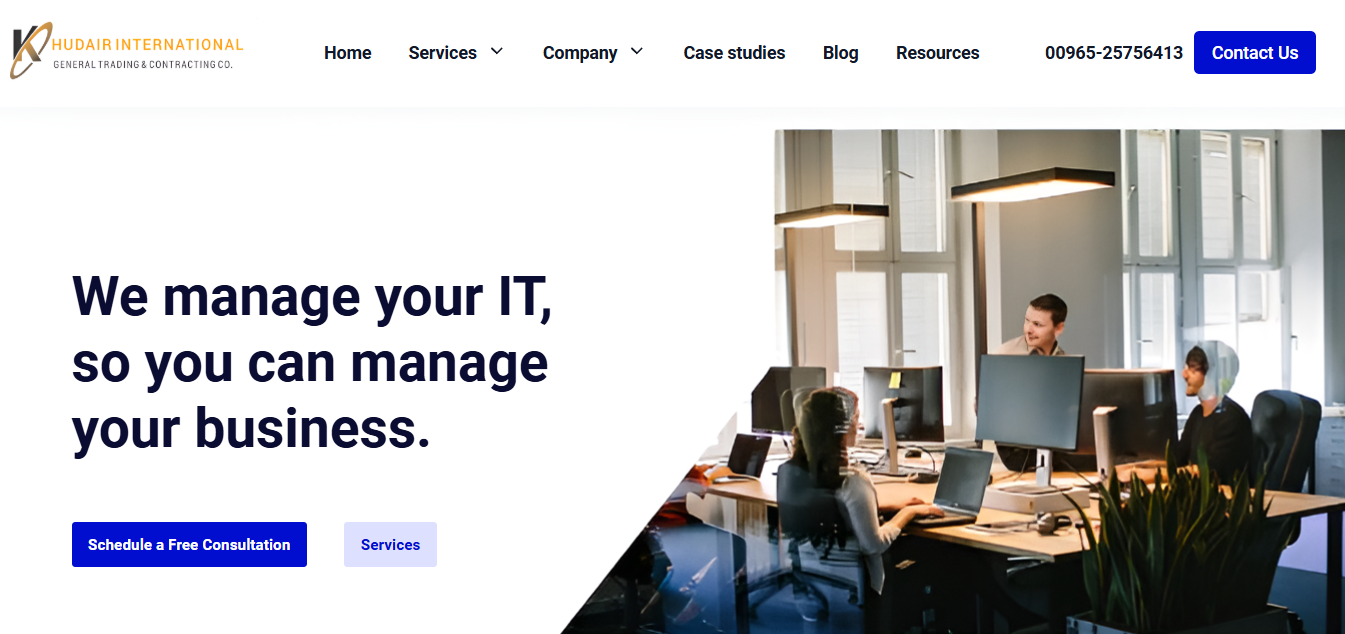 KHUDAIR INTERNATIONAL
GENERAL TRADING & CONTRACTING CO.
Home
Services
Company
Case studies
Blog
Resources
00965-25756413
Contact Us
We manage your IT,
so you can manage
your business.
Schedule a Free Consultation
Services